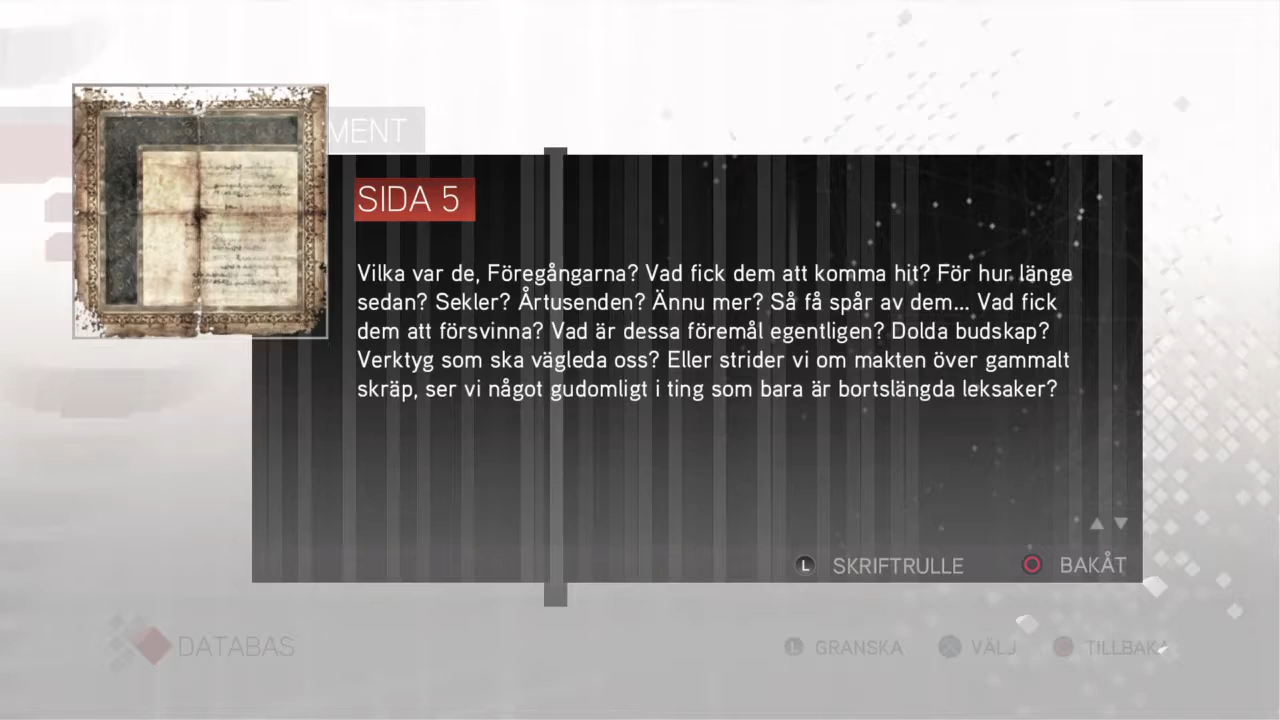 MENT
SIDA 5
Vilka var de, Föregångarna? Vad fick dem att komma hit? För hur länge
sedan? Sekler? Årtusenden? Ännu mer? Så få spår av dem... Vad fick
dem att försvinna? Vad är dessa föremål egentligen? Dolda budskap?
Verktyg som ska vägleda oss? Eller strider vi om makten över gammalt
skräp, ser vi något gudomligt i ting som bara är bortslängda leksaker?
L SKRIFTRULLE BAKÅT
DATABAS L GRANSKA VÄLJ TILLBAKA